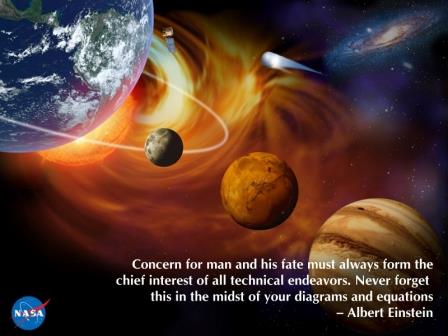 Concern for man and his fate must always form the
chief interest of all technical endeavors. Never forget
this in the midst of your diagrams and equations
– Albert Einstein
NASA